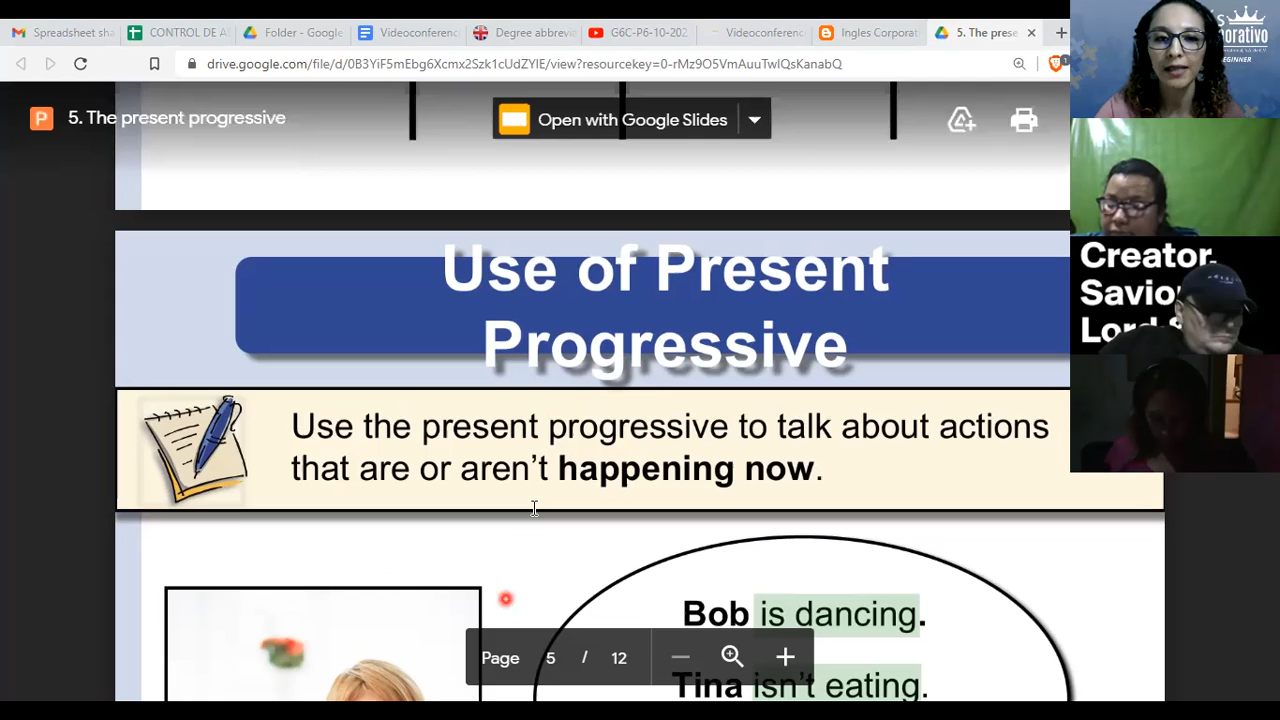 Spreadsheet sha
CONTROL DE A
Folder - Google
Videoconferenc
Degree abbrevia
G6C-P6-10-202
Videoconferenc
Ingles Corporat
5. The prese
drive.google.com/file/d/0B3YiF5mEbg6Xcmx2Szk1cUdZYlE/view?resourcekey=0-rMz9O5VmAuuTwlQsKanabQ
5. The present progressive
Open with Google Slides
Use of Present
Progressive
Use the present progressive to talk about actions
that are or aren't happening now.
Bob is dancing.
Tina isn't eating.
Page 5 / 12
Creator,
Lord